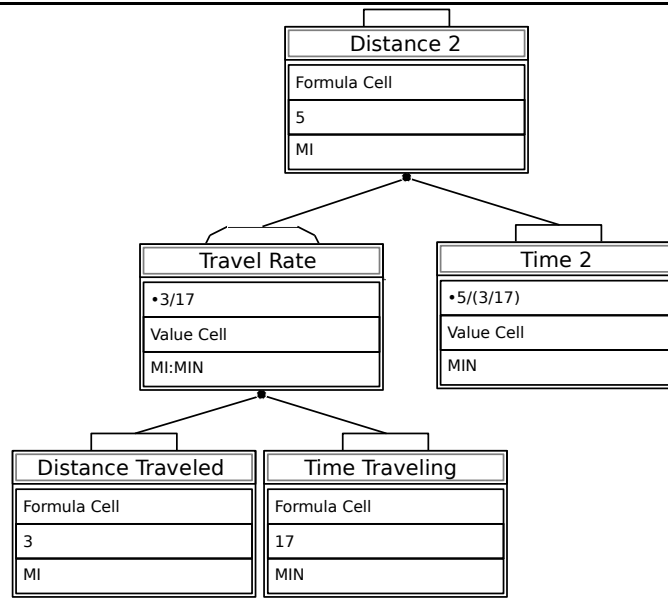 Distance 2
Formula Cell
5
MI
Travel Rate
•3/17
Value Cell
MI:MIN
Time 2
•5/(3/17)
Value Cell
MIN
Distance Traveled
Formula Cell
3
MI
Time Traveling
Formula Cell
17
MIN